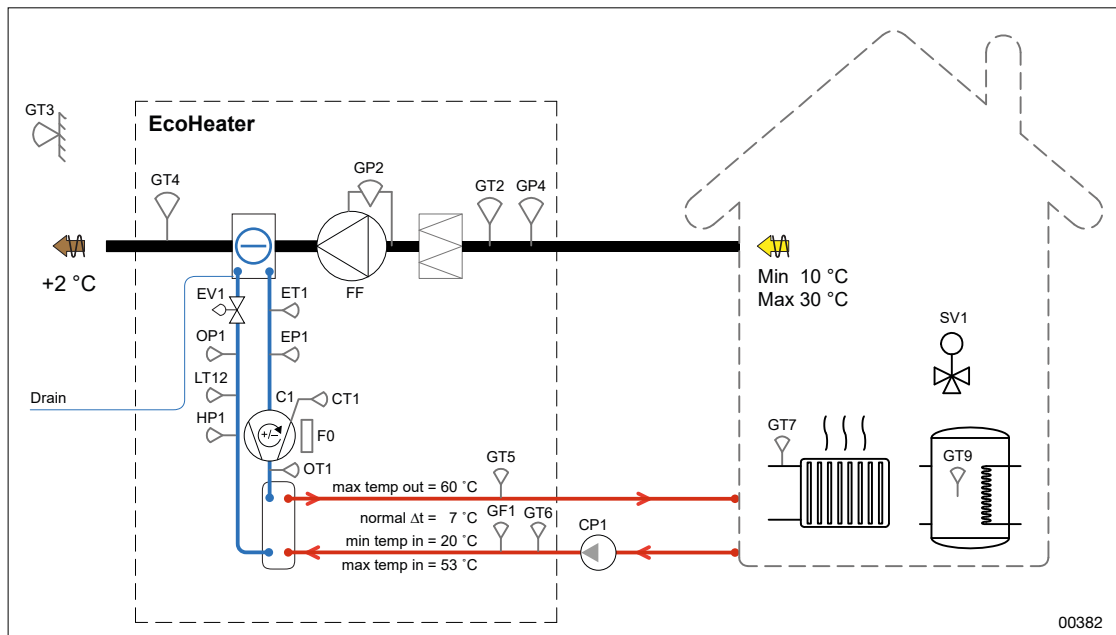 GT3
EcoHeater
GT4
GP2
GT2
GP4
+2 °C
FF
Min 10 °C
Max 30 °C
EV1
ET1
OP1
EP1
SV1
LT12
Drain
C1
CT1
HP1
F0
GT7
GT9
OT1
GT5
max temp out = 60 ˚C
normal Δt = 7 ˚C
GF1
GT6
CP1
min temp in = 20 ˚C
max temp in = 53 ˚C
+/−
00382